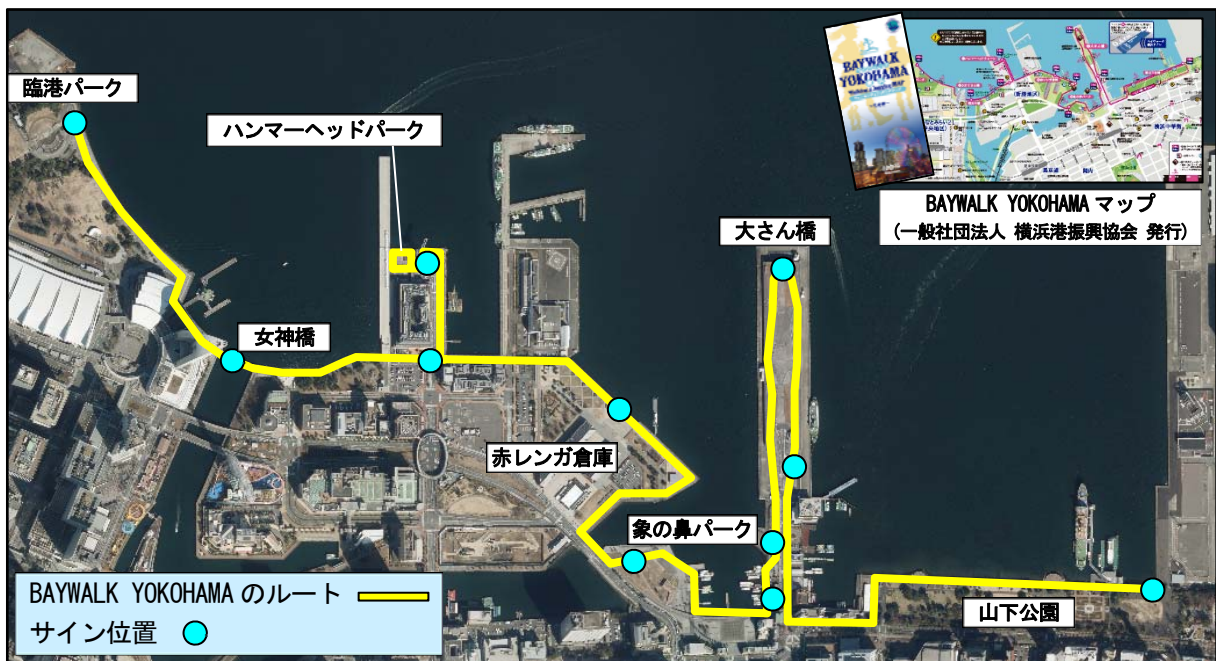 臨港パーク
ハンマーヘッドパーク
女神橋
赤レンガ倉庫
大さん橋
象の鼻パーク
山下公園
BAYWALK
YOKOHAMA
BAYWALK YOKOHAMA マップ
(一般社団法人 横浜港振興協会 発行)
BAYWALK YOKOHAMA のルート
サイン位置